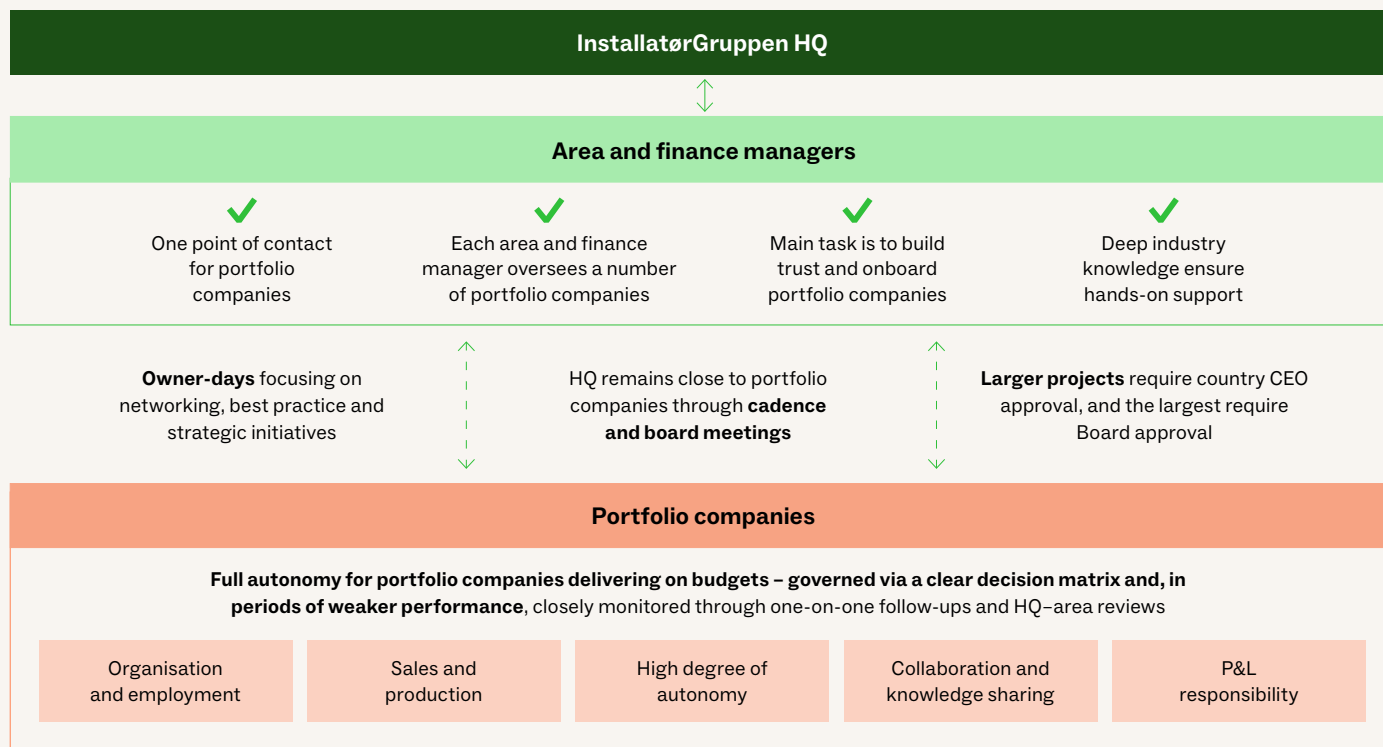 InstallatørGruppen HQ
Area and finance managers
One point of contact
for portfolio
companies
Each area and finance
manager oversees a number
of portfolio companies
Main task is to build
trust and onboard
portfolio companies
Deep industry
knowledge ensure
hands-on support
Owner-days focusing on
networking, best practice and
strategic initiatives
HQ remains close to portfolio
companies through cadence
and board meetings
Larger projects require country CEO
approval, and the largest require
Board approval
Portfolio companies
Full autonomy for portfolio companies delivering on budgets – governed via a clear decision matrix and, in
periods of weaker performance, closely monitored through one-on-one follow-ups and HQ–area reviews
Organisation
and employment
Sales and
production
High degree of
autonomy
Collaboration and
knowledge sharing
P&L
responsibility